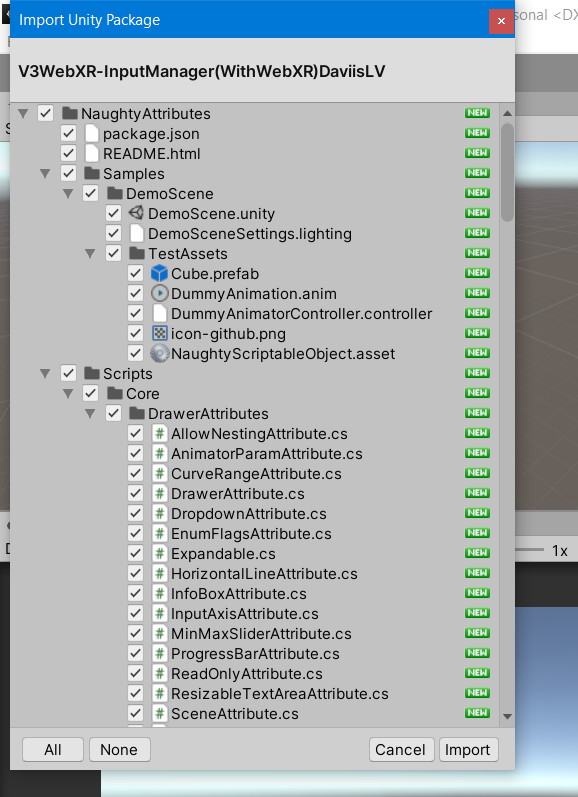 Import Unity Package
sonal <DX
V3WebXR-InputManager(WithWebXR)DaviisLV
NaughtyAttributes NEW
package.json NEW
README.html NEW
Samples NEW
DemoScene NEW
DemoScene.unity NEW
DemoSceneSettings.lighting NEW
TestAssets NEW
Cube.prefab NEW
DummyAnimation.anim NEW
DummyAnimatorController.controller NEW
icon-github.png NEW
NaughtyScriptableObject.asset NEW
Scripts NEW
Core NEW
DrawerAttributes NEW
AllowNestingAttribute.cs NEW
AnimatorParamAttribute.cs NEW
CurveRangeAttribute.cs NEW
DrawerAttribute.cs NEW
DropdownAttribute.cs NEW
EnumFlagsAttribute.cs NEW
Expandable.cs NEW
HorizontalLineAttribute.cs NEW
InfoBoxAttribute.cs NEW
InputAxisAttribute.cs NEW
MinMaxSliderAttribute.cs NEW
ProgressBarAttribute.cs NEW
ReadOnlyAttribute.cs NEW
ResizableTextAreaAttribute.cs NEW
SceneAttribute.cs NEW
1x
All None Cancel Import